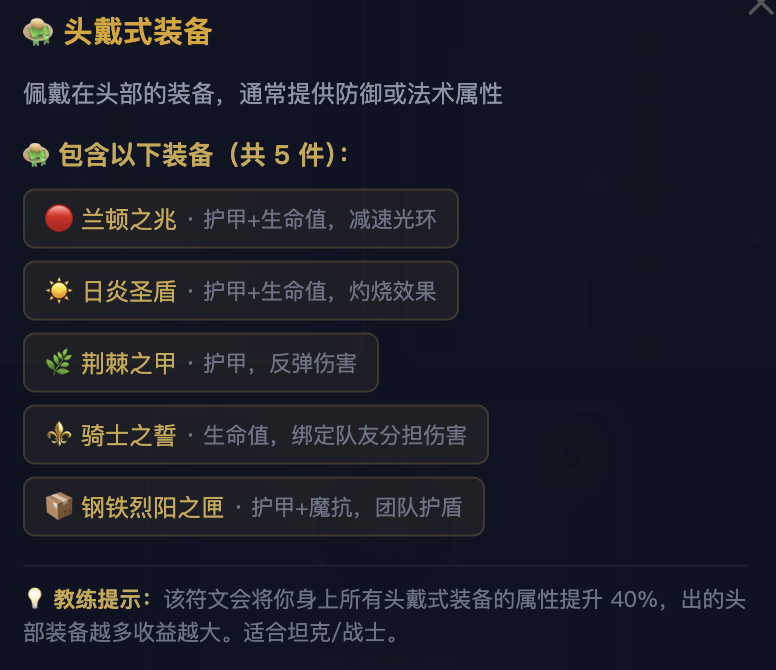 头戴式装备
佩戴在头部的装备，通常提供防御或法术属性
包含以下装备（共 5 件）：
兰顿之兆 · 护甲+生命值，减速光环
日炎圣盾 · 护甲+生命值，灼烧效果
荆棘之甲 · 护甲，反弹伤害
骑士之誓 · 生命值，绑定队友分担伤害
钢铁烈阳之匣 · 护甲+魔抗，团队护盾
教练提示：该符文会将你身上所有头戴式装备的属性提升 40%，出的头
部装备越多收益越大。适合坦克/战士。